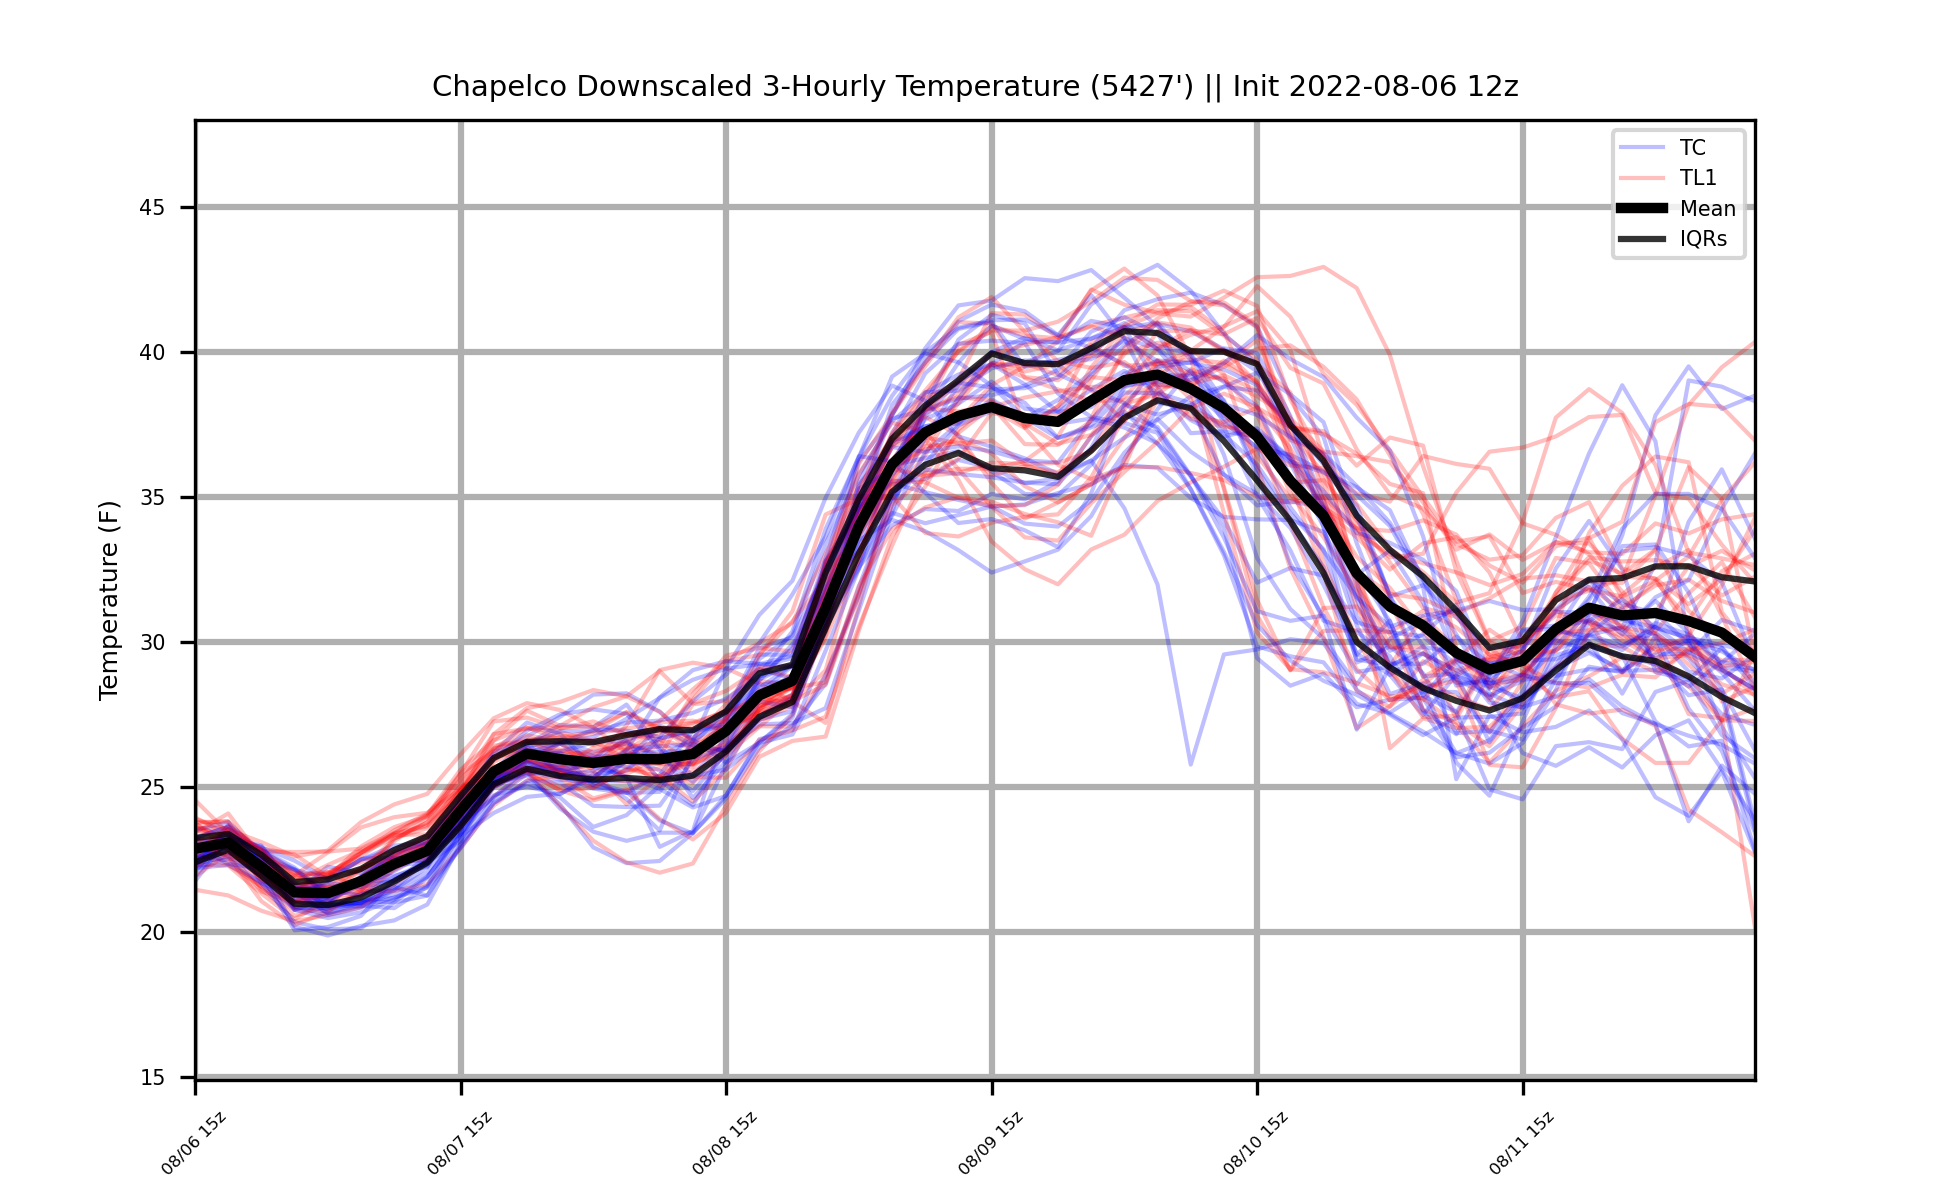 Chapelco Downscaled 3-Hourly Temperature (5427') || Init 2022-08-06 12z
TC
TL1
Mean
IQRs
Temperature (F)
45
40
35
30
25
20
15
08/06 15z
08/07 15z
08/08 15z
08/09 15z
08/10 15z
08/11 15z